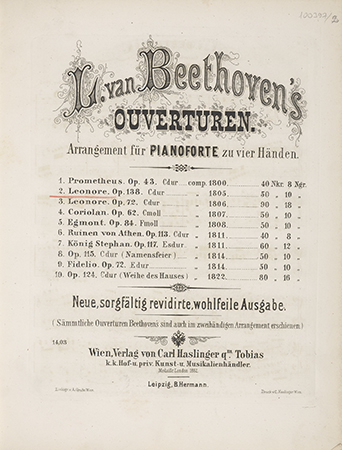 L. van Beethoven's
OUVERTUREN.
Arrangement für PIANOFORTE zu vier Händen.
1. Prometheus. Op. 43. Cdur comp. 1800. 40 Nkr. 8 Ngr.
2. Leonore. Op. 138. Cdur „ 1805. 50 „ 10 „
3. Leonore. Op. 72. Cdur „ 1806. 90 „ 18 „
4. Coriolan. Op. 62. Cmoll „ 1807. 50 „ 10 „
5. Egmont. Op. 84. Fmoll „ 1808. 50 „ 10 „
6. Ruinen von Athen. Op. 113. Cdur „ 1811. 40 „ 8 „
7. König Stephan. Op. 117. Esdur „ 1811. 60 „ 12 „
8. Op. 115. Cdur (Namensfeier) „ 1814. 50 „ 10 „
9. Fidelio. Op. 72. Edur „ 1814. 50 „ 10 „
10. Op. 124. Cdur (Weihe des Hauses) „ 1822. 80 „ 16 „
Neue, sorgfältig revidirte, wohlfeile Ausgabe.
(Sämmtliche Ouverturen Beethovens sind auch im zweihändigen Arrangement erschienen.)
14,013
Wien, Verlag von Carl Haslinger qm Tobias
k. k. Hof- u. priv. Kunst- u. Musikalienhändler.
Medaille London 1862.
Leipzig, B. Hermann.